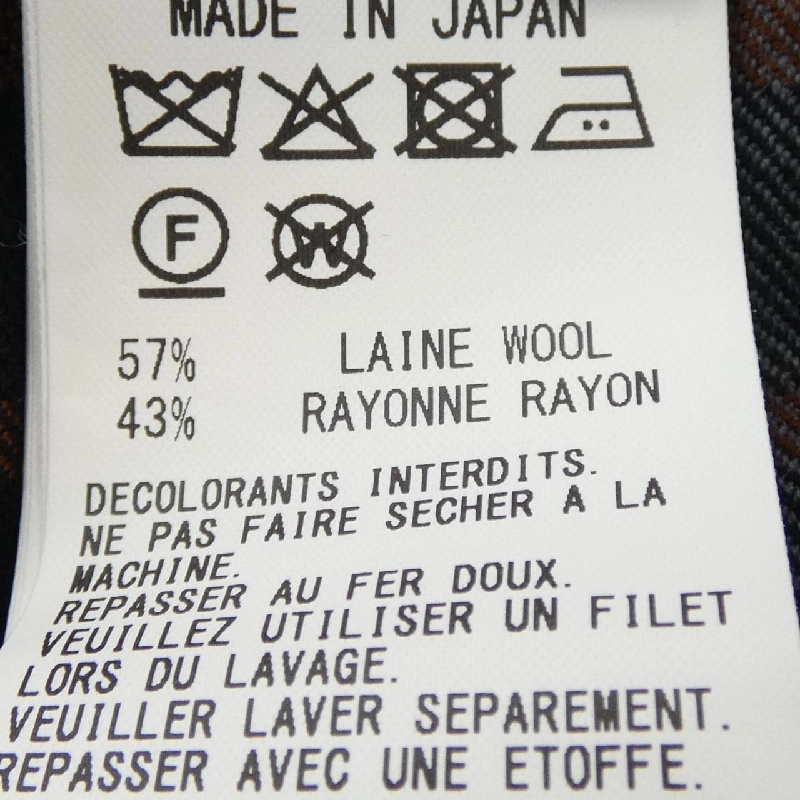 MADE IN JAPAN
F W
57% LAINE WOOL
43% RAYONNE RAYON
DECOLORANTS INTERDITS.
NE PAS FAIRE SECHER A LA
MACHINE.
REPASSER AU FER DOUX.
VEUILLEZ UTILISER UN FILET
LORS DU LAVAGE.
VEUILLER LAVER SEPAREMENT.
REPASSER AVEC UNE ETOFFE.